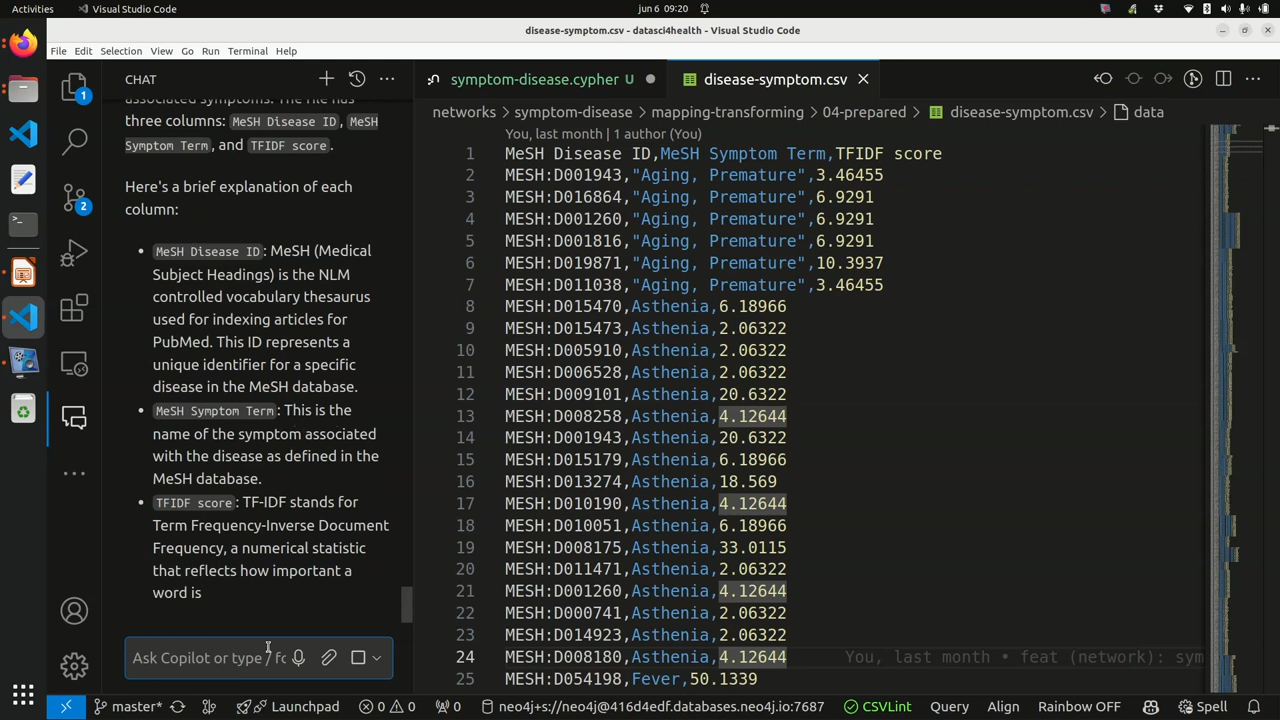 Activities
Visual Studio Code
jun 6 09:20
disease-symptom.csv - datasci4health - Visual Studio Code
File Edit Selection View Go Run Terminal Help
CHAT
associated symptoms. The file has
three columns: MeSH Disease ID, MeSH
Symptom Term, and TFIDF score.
Here's a brief explanation of each
column:
• MeSH Disease ID: MeSH (Medical
Subject Headings) is the NLM
controlled vocabulary thesaurus
used for indexing articles for
PubMed. This ID represents a
unique identifier for a specific
disease in the MeSH database.
• MeSH Symptom Term: This is the
name of the symptom associated
with the disease as defined in the
MeSH database.
• TFIDF score: TF-IDF stands for
Term Frequency-Inverse Document
Frequency, a numerical statistic
that reflects how important a
word is
Ask Copilot or type / fo
1
2
symptom-disease.cypher U
disease-symptom.csv
networks > symptom-disease > mapping-transforming > 04-prepared > disease-symptom.csv > data
You, last month | 1 author (You)
1 MeSH Disease ID,MeSH Symptom Term,TFIDF score
2 MESH:D001943,"Aging, Premature",3.46455
3 MESH:D016864,"Aging, Premature",6.9291
4 MESH:D001260,"Aging, Premature",6.9291
5 MESH:D001816,"Aging, Premature",6.9291
6 MESH:D019871,"Aging, Premature",10.3937
7 MESH:D011038,"Aging, Premature",3.46455
8 MESH:D015470,Asthenia,6.18966
9 MESH:D015473,Asthenia,2.06322
10 MESH:D005910,Asthenia,2.06322
11 MESH:D006528,Asthenia,2.06322
12 MESH:D009101,Asthenia,20.6322
13 MESH:D008258,Asthenia,4.12644
14 MESH:D001943,Asthenia,20.6322
15 MESH:D015179,Asthenia,6.18966
16 MESH:D013274,Asthenia,18.569
17 MESH:D010190,Asthenia,4.12644
18 MESH:D010051,Asthenia,6.18966
19 MESH:D008175,Asthenia,33.0115
20 MESH:D011471,Asthenia,2.06322
21 MESH:D001260,Asthenia,4.12644
22 MESH:D000741,Asthenia,2.06322
23 MESH:D014923,Asthenia,2.06322
24 MESH:D008180,Asthenia,4.12644 You, last month • feat (network): sym
25 MESH:D054198,Fever,50.1339
master* Launchpad 0 0 0 neo4j+s://neo4j@416d4edf.databases.neo4j.io:7687 CSVLint Query Align Rainbow OFF Spell